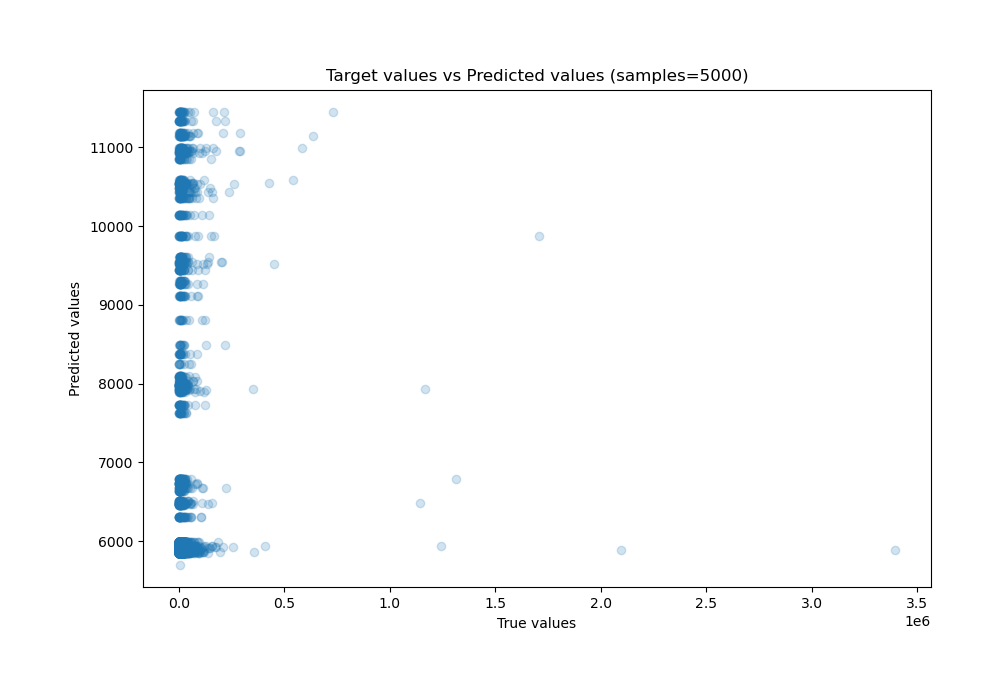 Target values vs Predicted values (samples=5000)
Predicted values
11000
10000
9000
8000
7000
6000
0.0 0.5 1.0 1.5 2.0 2.5 3.0 3.5
1e6
True values